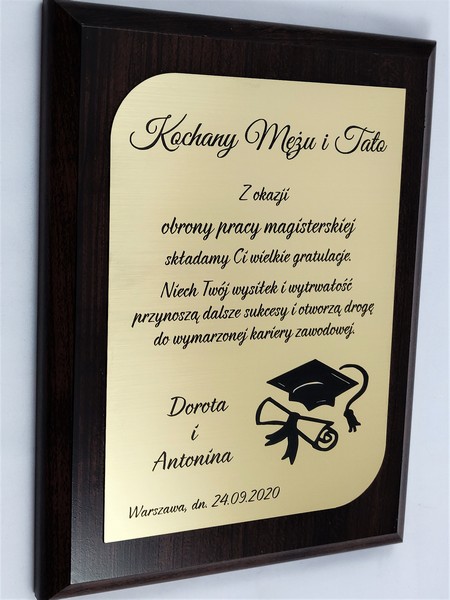 Kochany Mężu i Tato
Z okazji
obrony pracy magisterskiej
składamy Ci wielkie gratulacje.
Niech Twój wysiłek i wytrwałość
przynoszą dalsze sukcesy i otworzą drogę
do wymarzonej kariery zawodowej.
Dorota
i
Antonina
Warszawa, dn. 24.09.2020